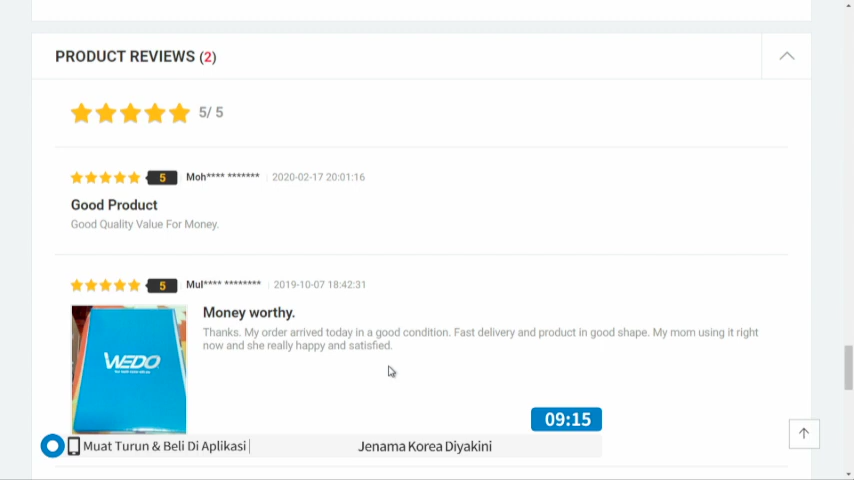 PRODUCT REVIEWS (2)
5/ 5
5 Moh**** ******* 2020-02-17 20:01:16
Good Product
Good Quality Value For Money.
5 Mul**** ******** 2019-10-07 18:42:31
Money worthy.
Thanks. My order arrived today in a good condition. Fast delivery and product in good shape. My mom using it right
now and she really happy and satisfied.
WEDO
09:15
Muat Turun & Beli Di Aplikasi
Jenama Korea Diyakini